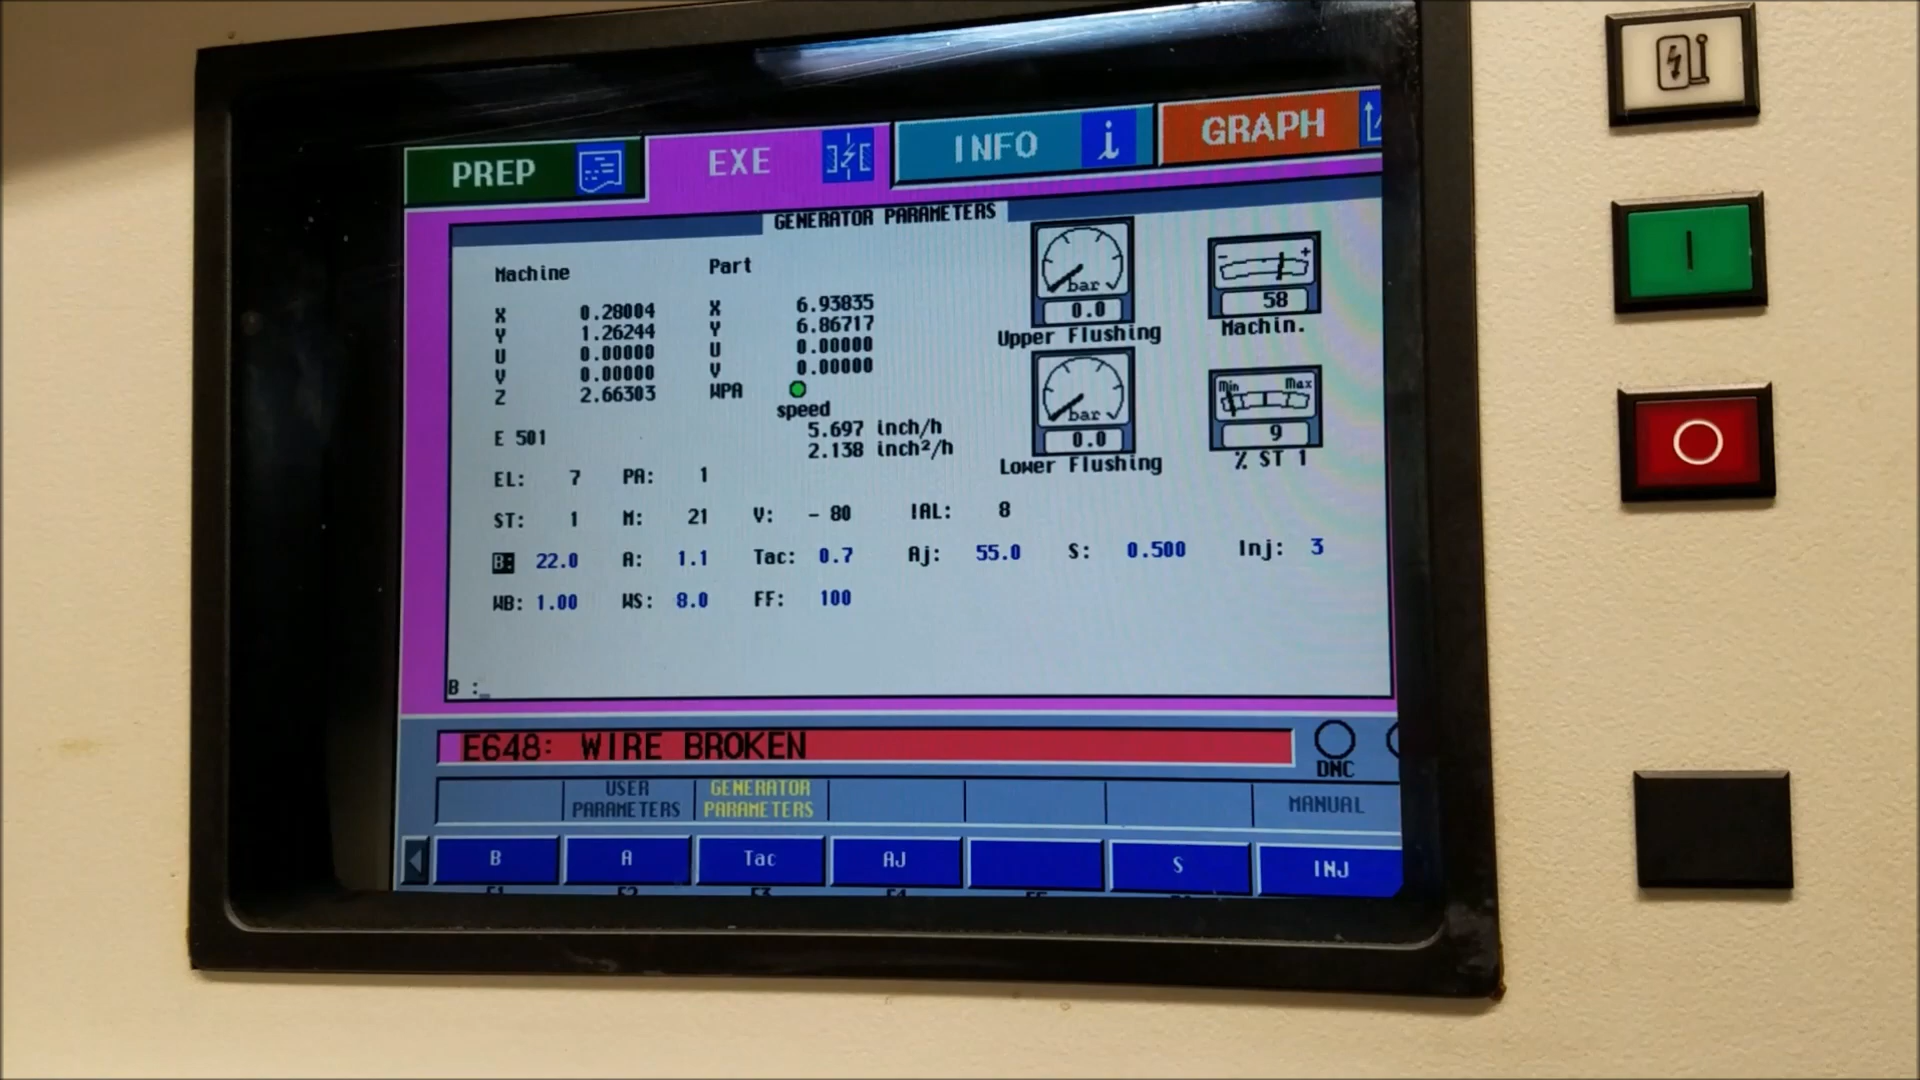 PREP EXE INFO i GRAPH
GENERATOR PARAMETERS
Machine Part
X 0.28004 X 6.93835
Y 1.26244 Y 6.86717
U 0.00000 U 0.00000
V 0.00000 V 0.00000
Z 2.66303 WPA
speed
E 501 5.697 inch/h
2.138 inch²/h
bar
0.0
Upper Flushing
- +
58
Machin.
bar
0.0
Lower Flushing
Min Max
9
% ST 1
EL: 7 PA: 1
ST: 1 M: 21 V: - 80 IAL: 8
B: 22.0 A: 1.1 Tac: 0.7 Aj: 55.0 S: 0.500 Inj: 3
WB: 1.00 WS: 8.0 FF: 100
B :_
E648: WIRE BROKEN
DNC
USER PARAMETERS GENERATOR PARAMETERS MANUAL
B A Tac AJ S INJ
F1 F2 F3 F4 F5